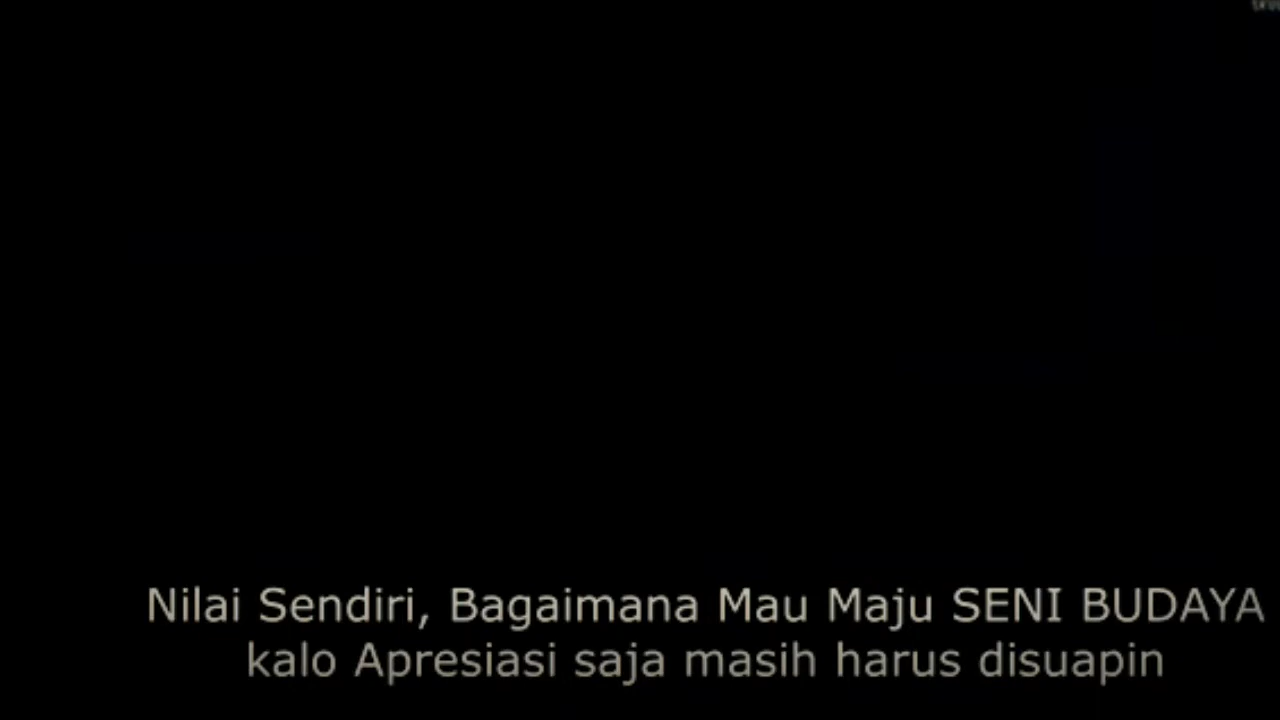 Nilai Sendiri, Bagaimana Mau Maju SENI BUDAYA
kalo Apresiasi saja masih harus disuapin